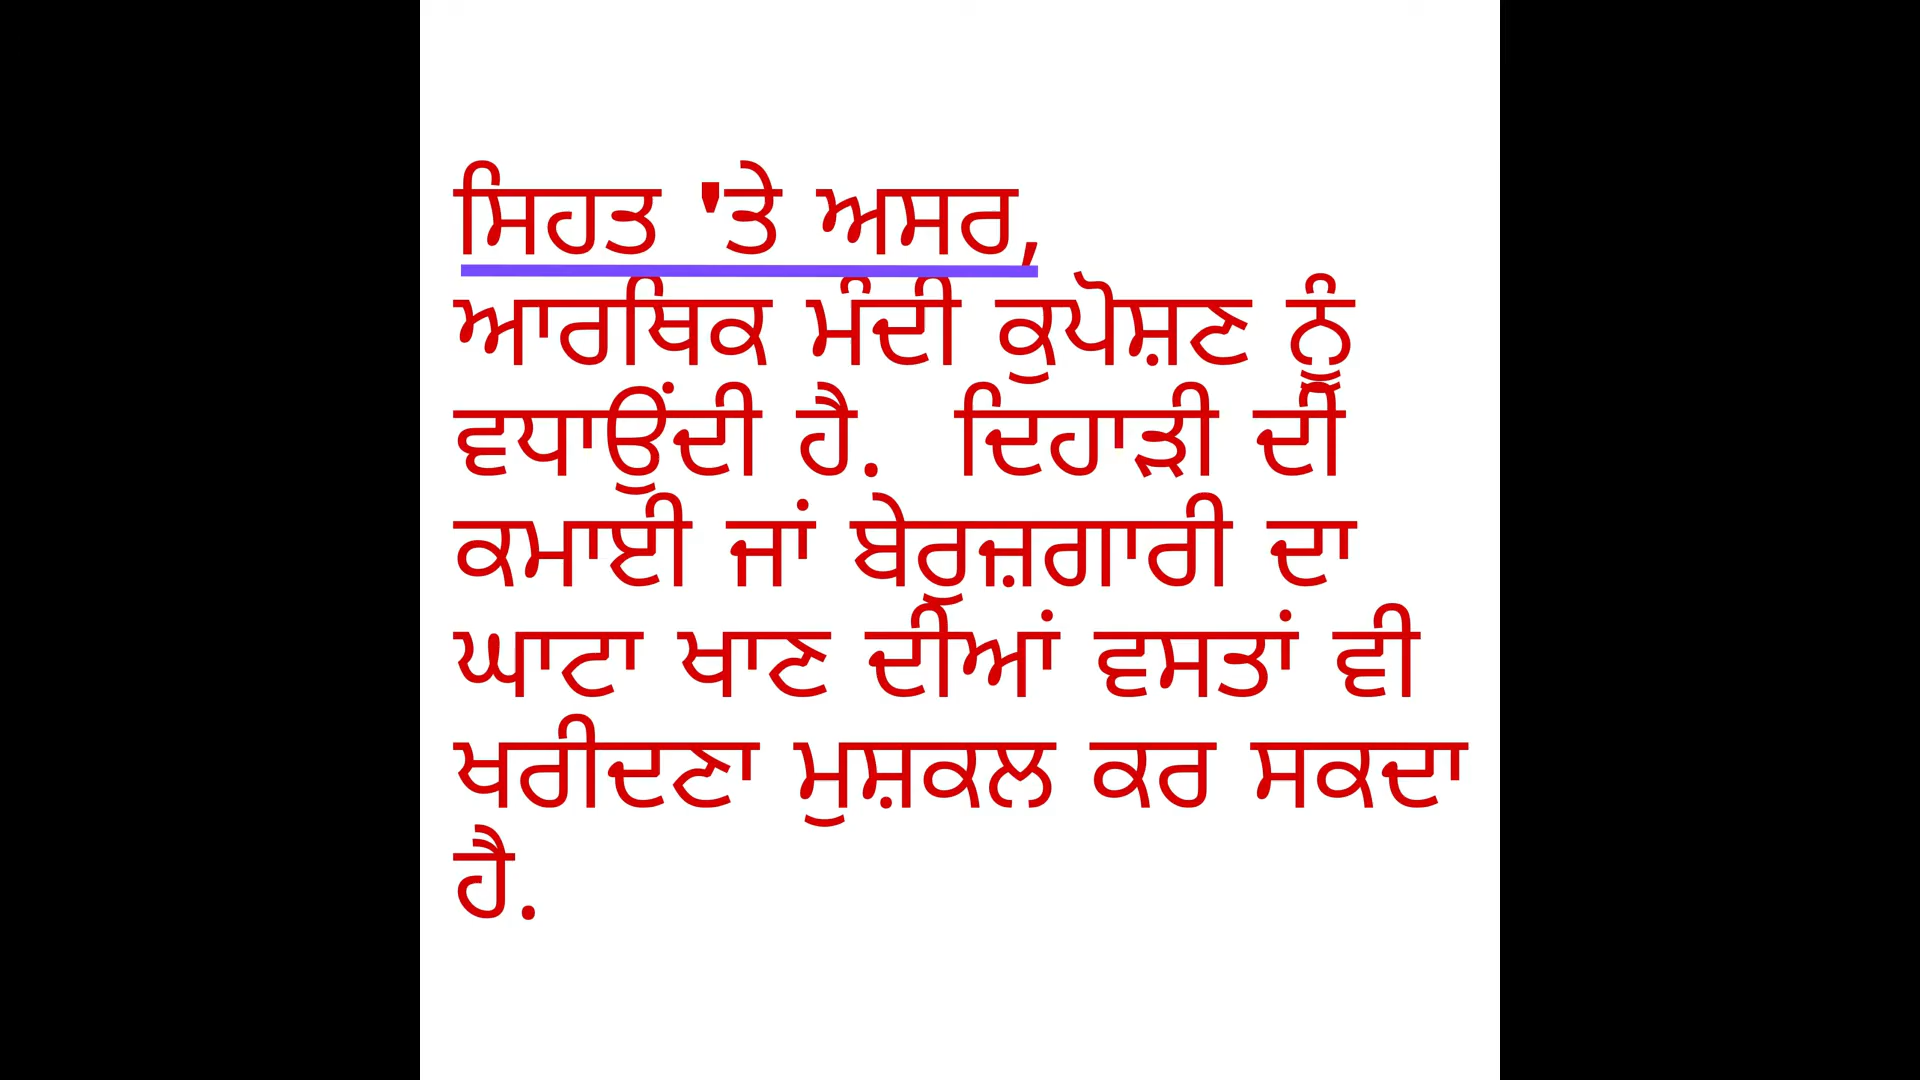 ਸਿਹਤ 'ਤੇ ਅਸਰ,
ਆਰਥਿਕ ਮੰਦੀ ਕੁਪੋਸ਼ਣ ਨੂੰ
ਵਧਾਉਂਦੀ ਹੈ.  ਦਿਹਾੜੀ ਦੀ
ਕਮਾਈ ਜਾਂ ਬੇਰੁਜ਼ਗਾਰੀ ਦਾ
ਘਾਟਾ ਖਾਣ ਦੀਆਂ ਵਸਤਾਂ ਵੀ
ਖਰੀਦਣਾ ਮੁਸ਼ਕਲ ਕਰ ਸਕਦਾ
ਹੈ.